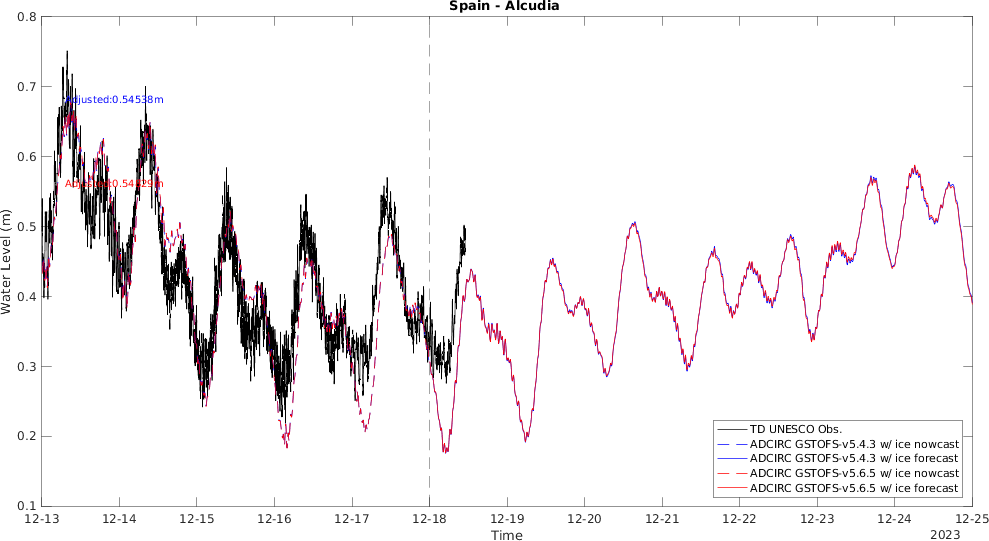 Spain - Alcudia
0.8
0.7
0.6
0.5
0.4
0.3
0.2
0.1
Water Level (m)
Adjusted:0.54538m
12-13
12-14
12-15
12-16
12-17
12-18
12-19
12-20
12-21
12-22
12-23
12-24
12-25
Time
2023
TD UNESCO Obs.
ADCIRC GSTOFS-v5.4.3 w/ ice nowcast
ADCIRC GSTOFS-v5.4.3 w/ ice forecast
ADCIRC GSTOFS-v5.6.5 w/ ice nowcast
ADCIRC GSTOFS-v5.6.5 w/ ice forecast